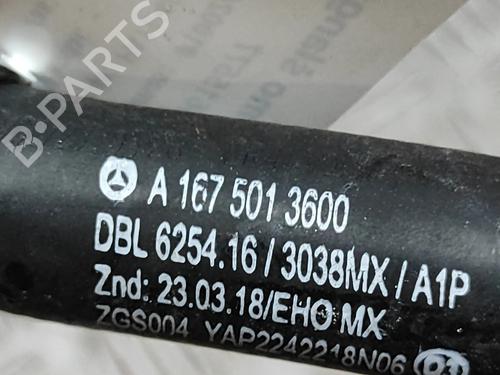 B-PARTS
A 167 501 3600
DBL 6254.16 / 3038MX / A1P
Znd: 23.03.18/EHO MX
ZGS004 YAP2242218N06